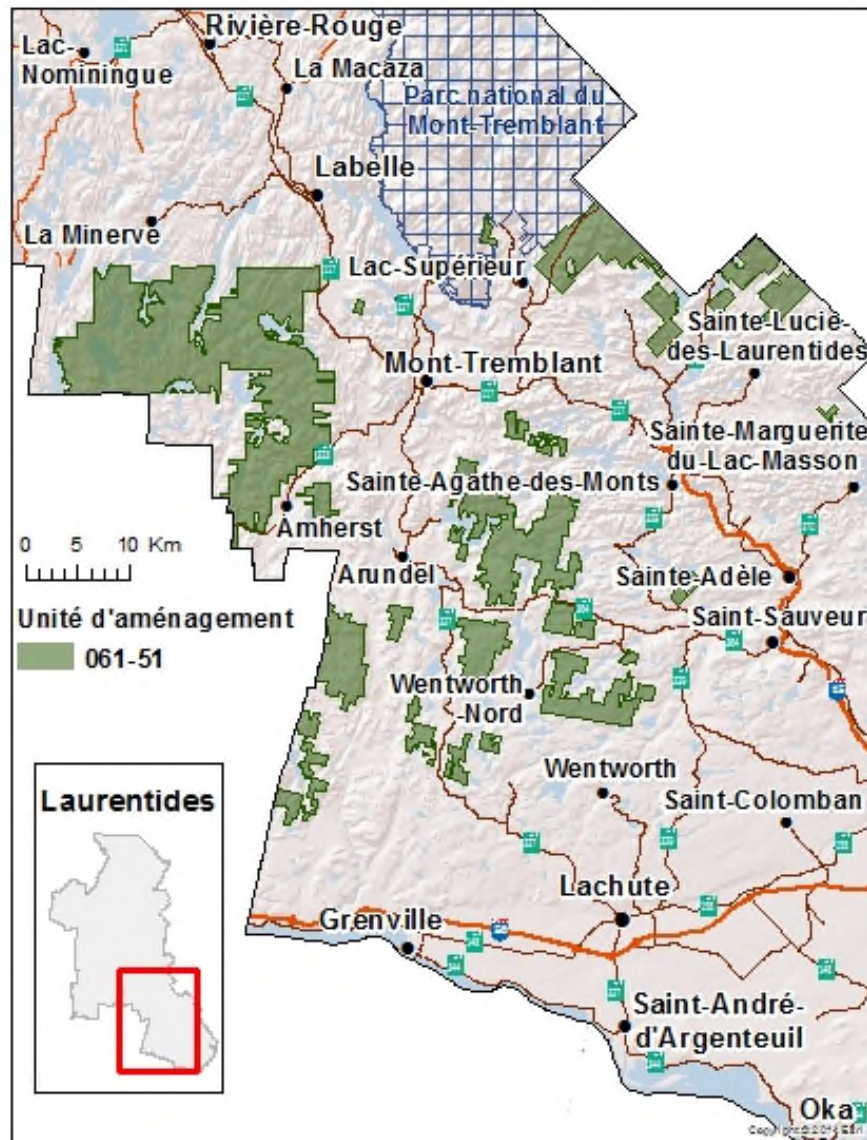 Rivière-Rouge
Lac-
Nominingue
La Macaza
Parc national du
Mont-Tremblant
Labelle
La Minerve
Lac-Supérieur
Sainte-Lucie-
des-Laurentides
Mont-Tremblant
Sainte-Marguerite
du-Lac-Masson
Sainte-Agathe-des-Monts
Amherst
0 5 10 Km
Arundel
Sainte-Adèle
Unité d'aménagement
061-51
Saint-Sauveur
Wentworth
-Nord
Wentworth
Saint-Colomban
Laurentides
Lachute
Grenville
Saint-André-
d'Argenteuil
Oka